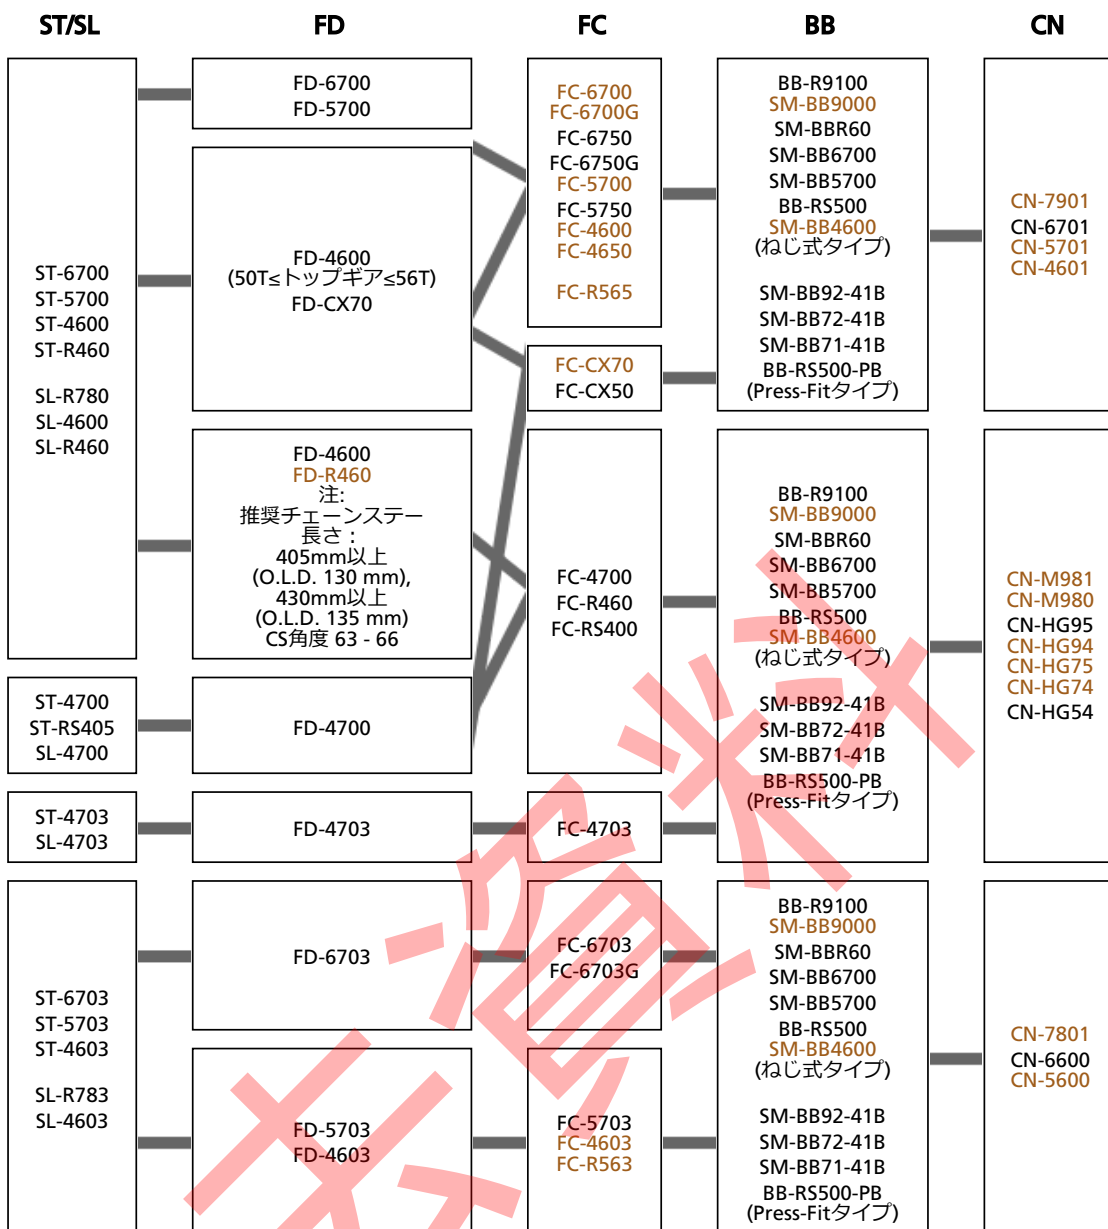 ST/SL
FD
FC
BB
CN
ST-6700
ST-5700
ST-4600
ST-R460
SL-R780
SL-4600
SL-R460
FD-6700
FD-5700
FD-4600
(50T≤トップギア≤56T)
FD-CX70
FD-4600
FD-R460
注:
推奨チェーンステー
長さ :
405mm以上
(O.L.D. 130 mm),
430mm以上
(O.L.D. 135 mm)
CS角度 63 - 66
FC-6700
FC-6700G
FC-6750
FC-6750G
FC-5700
FC-5750
FC-4600
FC-4650
FC-R565
FC-CX70
FC-CX50
BB-R9100
SM-BB9000
SM-BBR60
SM-BB6700
SM-BB5700
BB-RS500
SM-BB4600
(ねじ式タイプ)
SM-BB92-41B
SM-BB72-41B
SM-BB71-41B
BB-RS500-PB
(Press-Fitタイプ)
CN-7901
CN-6701
CN-5701
CN-4601
ST-4700
ST-RS405
SL-4700
FD-4700
FC-4700
FC-R460
FC-RS400
ST-4703
SL-4703
FD-4703
FC-4703
BB-R9100
SM-BB9000
SM-BBR60
SM-BB6700
SM-BB5700
BB-RS500
SM-BB4600
(ねじ式タイプ)
SM-BB92-41B
SM-BB72-41B
SM-BB71-41B
BB-RS500-PB
(Press-Fitタイプ)
CN-M981
CN-M980
CN-HG95
CN-HG94
CN-HG75
CN-HG74
CN-HG54
ST-6703
ST-5703
ST-4603
SL-R783
SL-4603
FD-6703
FC-6703
FC-6703G
FD-5703
FD-4603
FC-5703
FC-4603
FC-R563
BB-R9100
SM-BB9000
SM-BBR60
SM-BB6700
SM-BB5700
BB-RS500
SM-BB4600
(ねじ式タイプ)
SM-BB92-41B
SM-BB72-41B
SM-BB71-41B
BB-RS500-PB
(Press-Fitタイプ)
CN-7801
CN-6600
CN-5600
資料